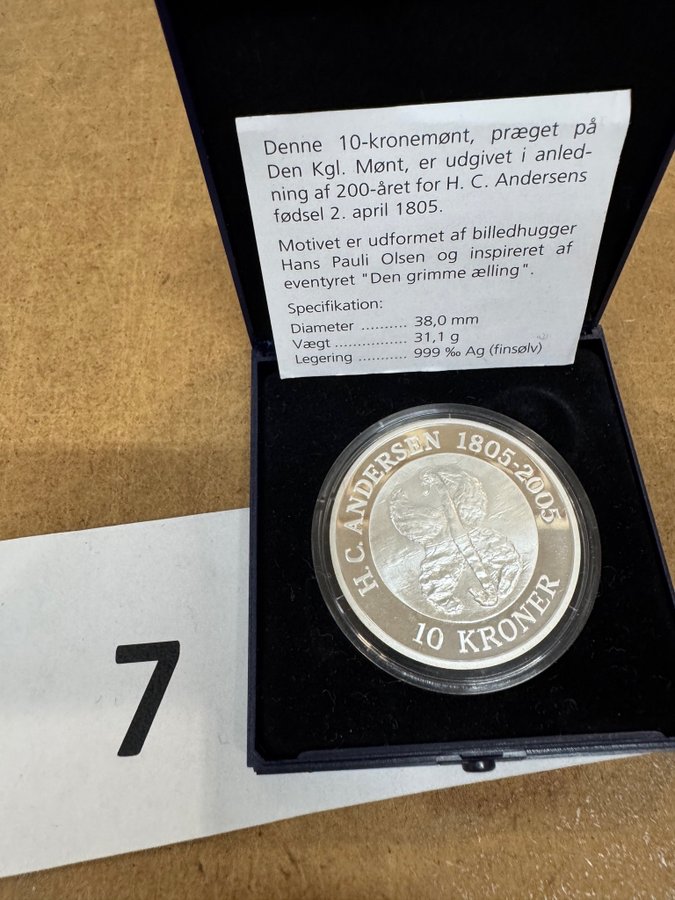 Denne 10-kronemønt, præget på
Den Kgl. Mønt, er udgivet i anled-
ning af 200-året for H. C. Andersens
fødsel 2. april 1805.
Motivet er udformet af billedhugger
Hans Pauli Olsen og inspireret af
eventyret "Den grimme ælling".
Specifikation:
Diameter .......... 38,0 mm
Vægt ................ 31,1 g
Legering ........... 999 ‰ Ag (finsølv)
H. C. ANDERSEN 1805-2005
10 KRONER
7